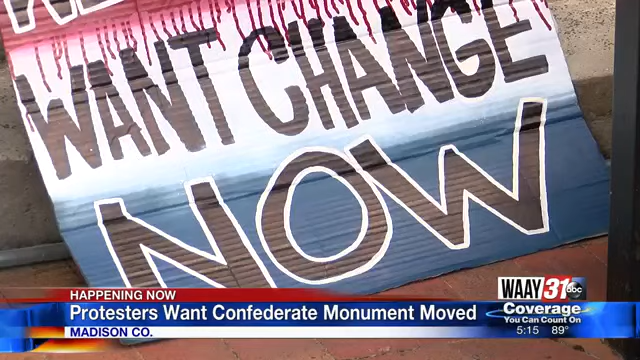 WANT CHANGE
NOW
HAPPENING NOW
Protesters Want Confederate Monument Moved
MADISON CO.
WAAY 31 abc
Coverage
You Can Count On
5:15 89°